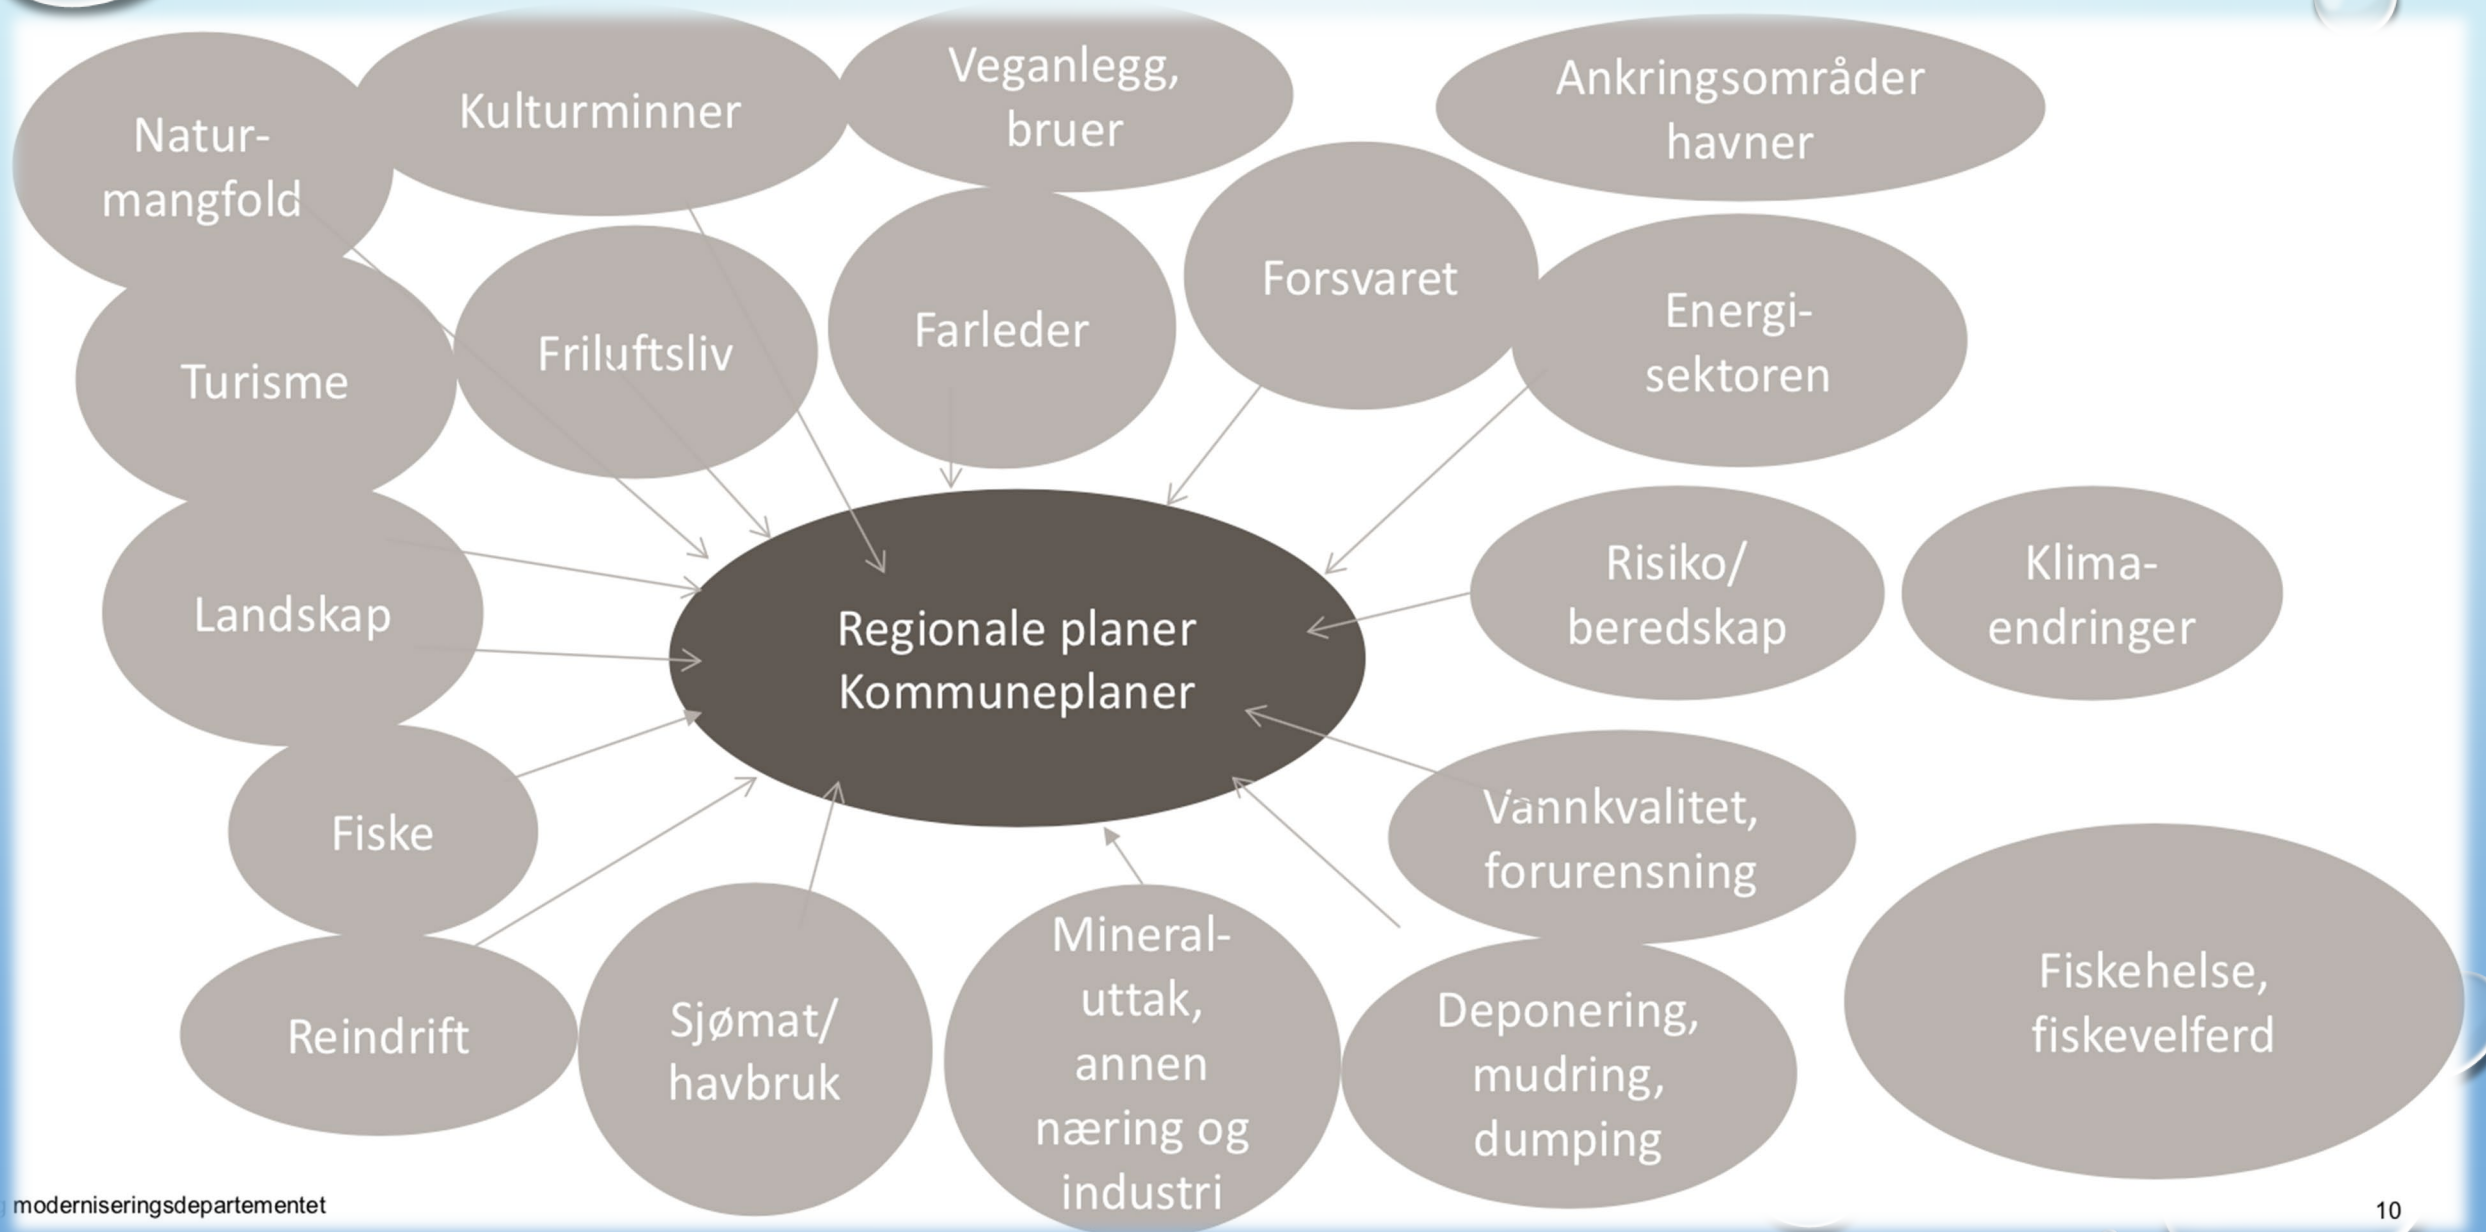 Natur-
mangfold
Kulturminner
Veganlegg,
bruer
Ankringsområder
havner
Turisme
Friluftsliv
Farleder
Forsvaret
Energi-
sektoren
Landskap
Regionale planer
Kommuneplaner
Risiko/
beredskap
Klima-
endringer
Fiske
Vannkvalitet,
forurensning
Reindrift
Sjømat/
havbruk
Mineral-
uttak,
annen
næring og
industri
Deponering,
mudring,
dumping
Fiskehelse,
fiskevelferd
moderniseringsdepartementet
10